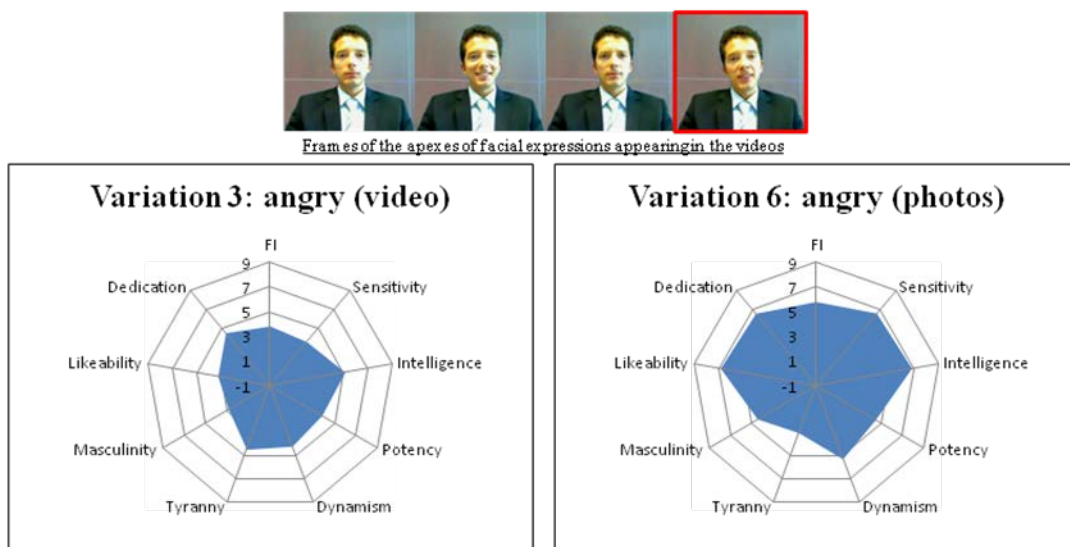 Frames of the apexes of facial expressions appearingin the videos
Variation 3: angry (video)
FI
9
Dedication
7
Sensitivity
5
3
Likeability
1
Intelligence
-1
Masculinity
Potency
Tyranny
Dynamism
Variation 6: angry (photos)
FI
9
Dedication
7
Sensitivity
5
3
Likeability
1
Intelligence
-1
Masculinity
Potency
Tyranny
Dynamism